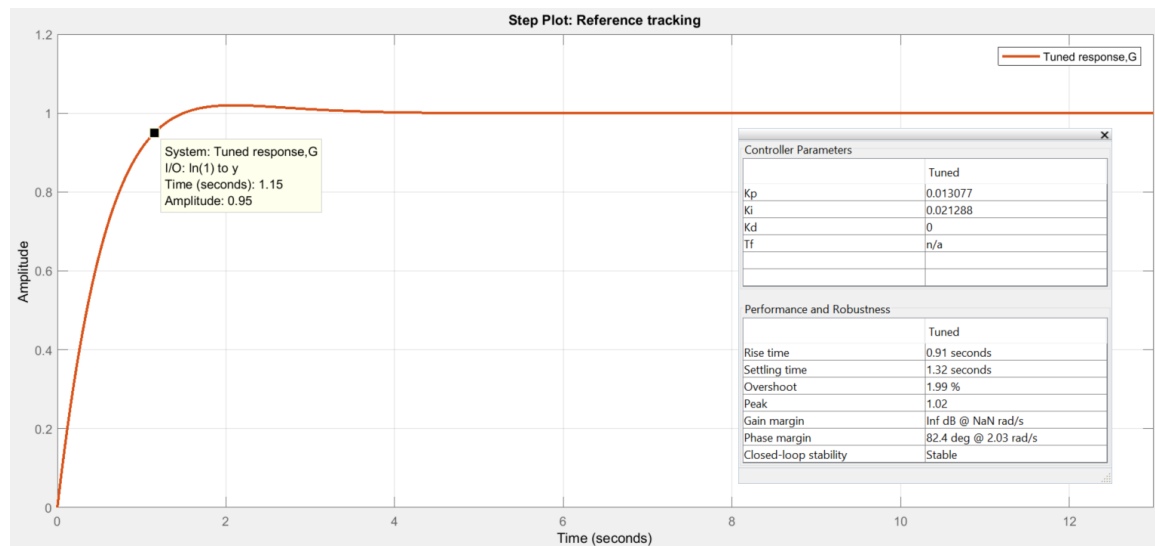 Step Plot: Reference tracking
Tuned response,G
1.2
1
0.8
0.6
0.4
0.2
0
Amplitude
System: Tuned response,G
I/O: In(1) to y
Time (seconds): 1.15
Amplitude: 0.95
Controller Parameters
Tuned
Kp 0.013077
Ki 0.021288
Kd 0
Tf n/a
Performance and Robustness
Tuned
Rise time 0.91 seconds
Settling time 1.32 seconds
Overshoot 1.99 %
Peak 1.02
Gain margin Inf dB @ NaN rad/s
Phase margin 82.4 deg @ 2.03 rad/s
Closed-loop stability Stable
0 2 4 6 8 10 12
Time (seconds)